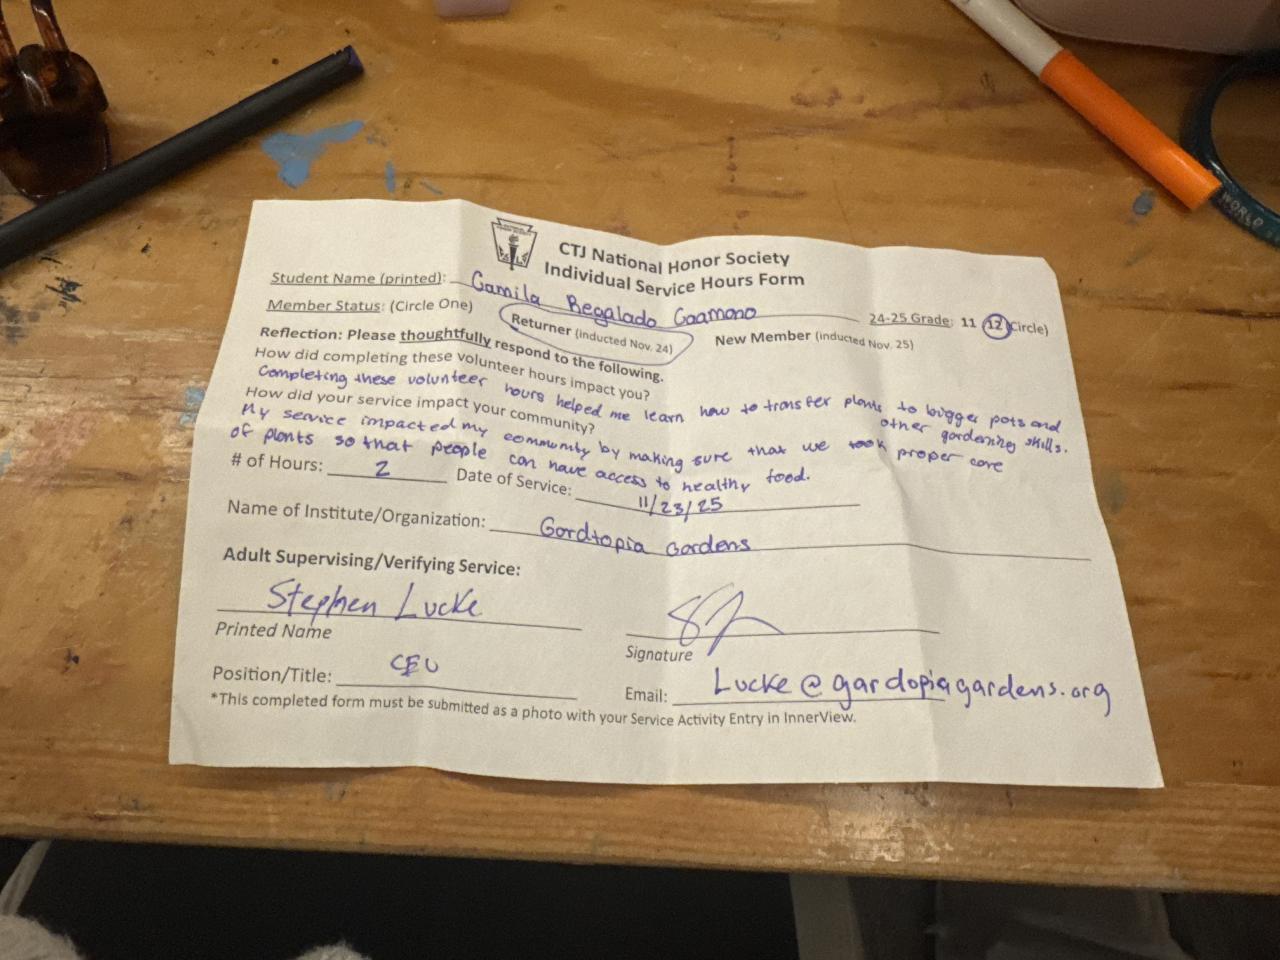 CTJ National Honor Society
Individual Service Hours Form
Student Name (printed): Camila Regalado Caamano
Member Status: (Circle One) Returner (inducted Nov. 24) New Member (inducted Nov. 25) 24-25 Grade: 11 12 (Circle)
Reflection: Please thoughtfully respond to the following.
How did completing these volunteer hours impact you?
Completing these volunteer hours helped me learn how to transfer plants to bigger pots and
other gardening skills.
How did your service impact your community?
My service impacted my community by making sure that we took proper care
of plants so that people can have access to healthy food.
# of Hours: 2 Date of Service: 11/23/25
Name of Institute/Organization: Gardtopia Gardens
Adult Supervising/Verifying Service:
Stephen Lucke
Printed Name Signature
Position/Title: CEO Email: Lucke@gardopiagardens.org
*This completed form must be submitted as a photo with your Service Activity Entry in InnerView.
WORLD